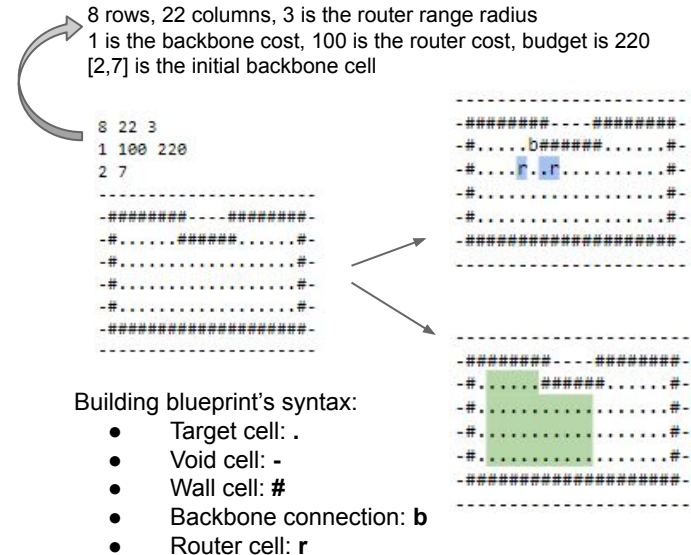 8 rows, 22 columns, 3 is the router range radius
1 is the backbone cost, 100 is the router cost, budget is 220
[2,7] is the initial backbone cell
8 22 3
1 100 220
2 7
----------------------
-########----########-
-#......######......#-
-#..................#-
-#..................#-
-#..................#-
-####################-
----------------------
----------------------
-########----########-
-#.....b######......#-
-#....r..r..........#-
-#..................#-
-#..................#-
-####################-
----------------------
----------------------
-########----########-
-#......######......#-
-#..................#-
-#..................#-
-#..................#-
-####################-
----------------------
Building blueprint's syntax:
● Target cell: .
● Void cell: -
● Wall cell: #
● Backbone connection: b
● Router cell: r